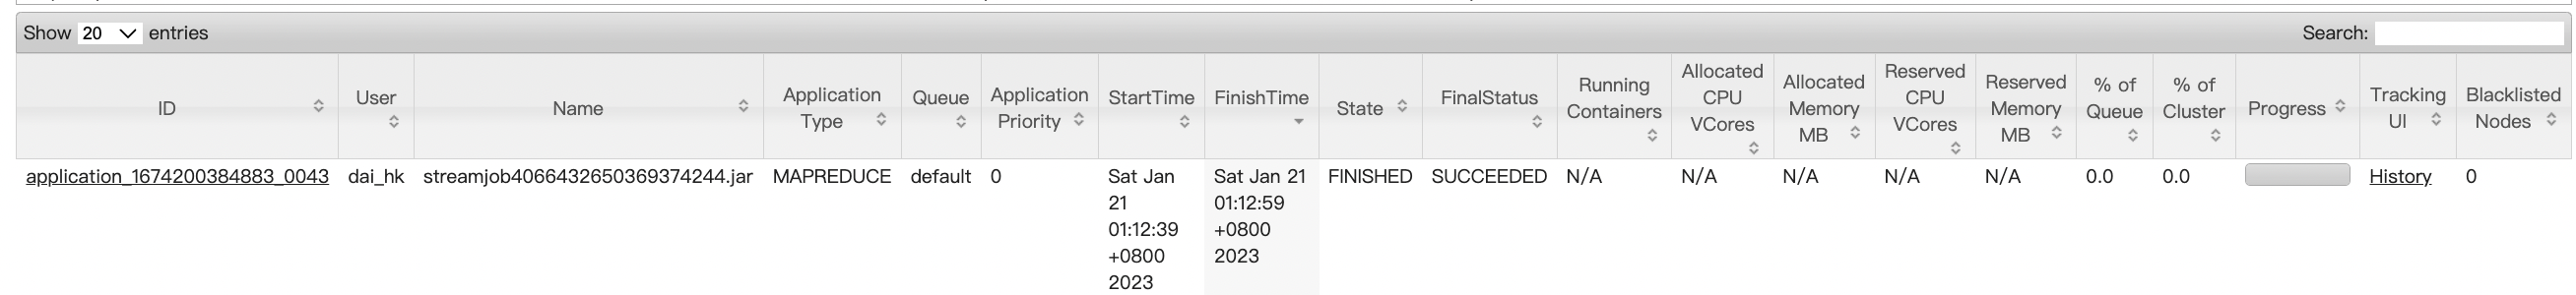 Show 20 entries Search:
ID User Name Application Type Queue Application Priority StartTime FinishTime State FinalStatus Running Containers Allocated CPU VCores Allocated Memory MB Reserved CPU VCores Reserved Memory MB % of Queue % of Cluster Progress Tracking UI Blacklisted Nodes
application_1674200384883_0043 dai_hk streamjob4066432650369374244.jar MAPREDUCE default 0 Sat Jan 21 01:12:39 +0800 2023 Sat Jan 21 01:12:59 +0800 2023 FINISHED SUCCEEDED N/A N/A N/A N/A N/A 0.0 0.0 History 0